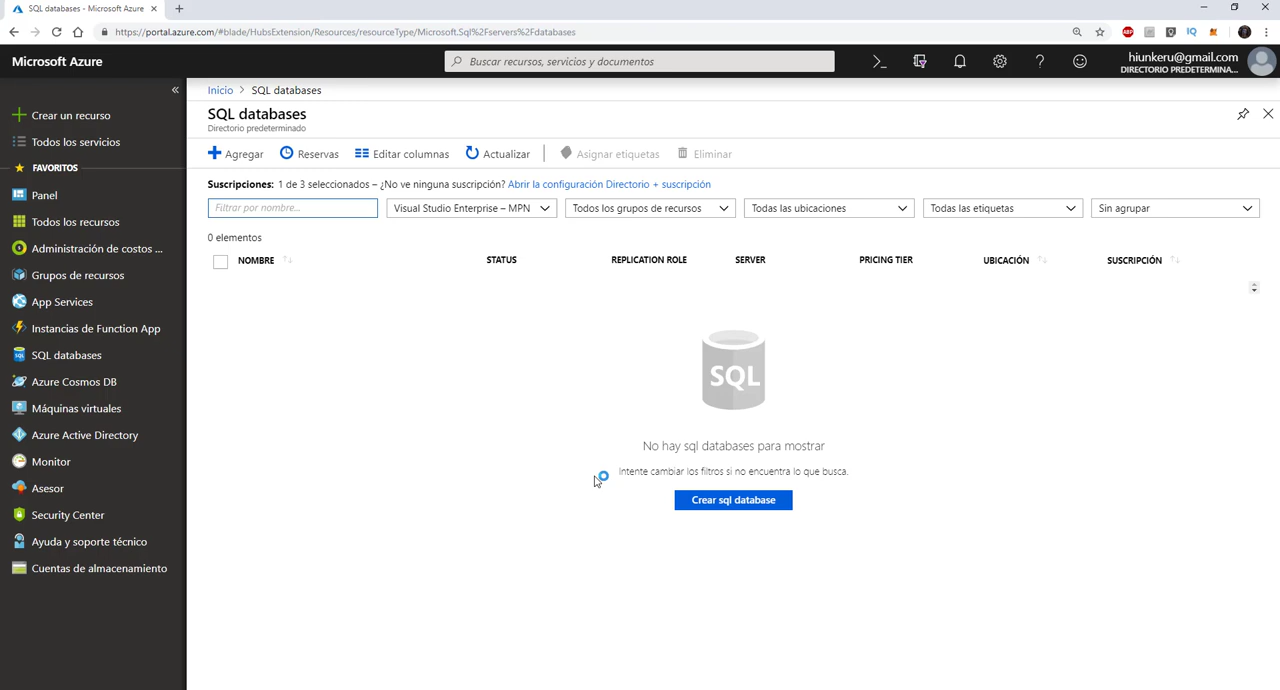 SQL databases - Microsoft Azure
https://portal.azure.com/#blade/HubsExtension/Resources/resourceType/Microsoft.Sql%2Fservers%2Fdatabases
ABP
IQ
Microsoft Azure
Buscar recursos, servicios y documentos
hiunkeru@gmail.com
DIRECTORIO PREDETERMINA...
Inicio > SQL databases
SQL databases
Directorio predeterminado
Agregar
Reservas
Editar columnas
Actualizar
Asignar etiquetas
Eliminar
Suscripciones: 1 de 3 seleccionados – ¿No ve ninguna suscripción? Abrir la configuración Directorio + suscripción
Filtrar por nombre...
Visual Studio Enterprise – MPN
Todos los grupos de recursos
Todas las ubicaciones
Todas las etiquetas
Sin agrupar
0 elementos
NOMBRE
STATUS
REPLICATION ROLE
SERVER
PRICING TIER
UBICACIÓN
SUSCRIPCIÓN
SQL
No hay sql databases para mostrar
Intente cambiar los filtros si no encuentra lo que busca.
Crear sql database
Crear un recurso
Todos los servicios
FAVORITOS
Panel
Todos los recursos
Administración de costos ...
Grupos de recursos
App Services
Instancias de Function App
SQL databases
Azure Cosmos DB
Máquinas virtuales
Azure Active Directory
Monitor
Asesor
Security Center
Ayuda y soporte técnico
Cuentas de almacenamiento